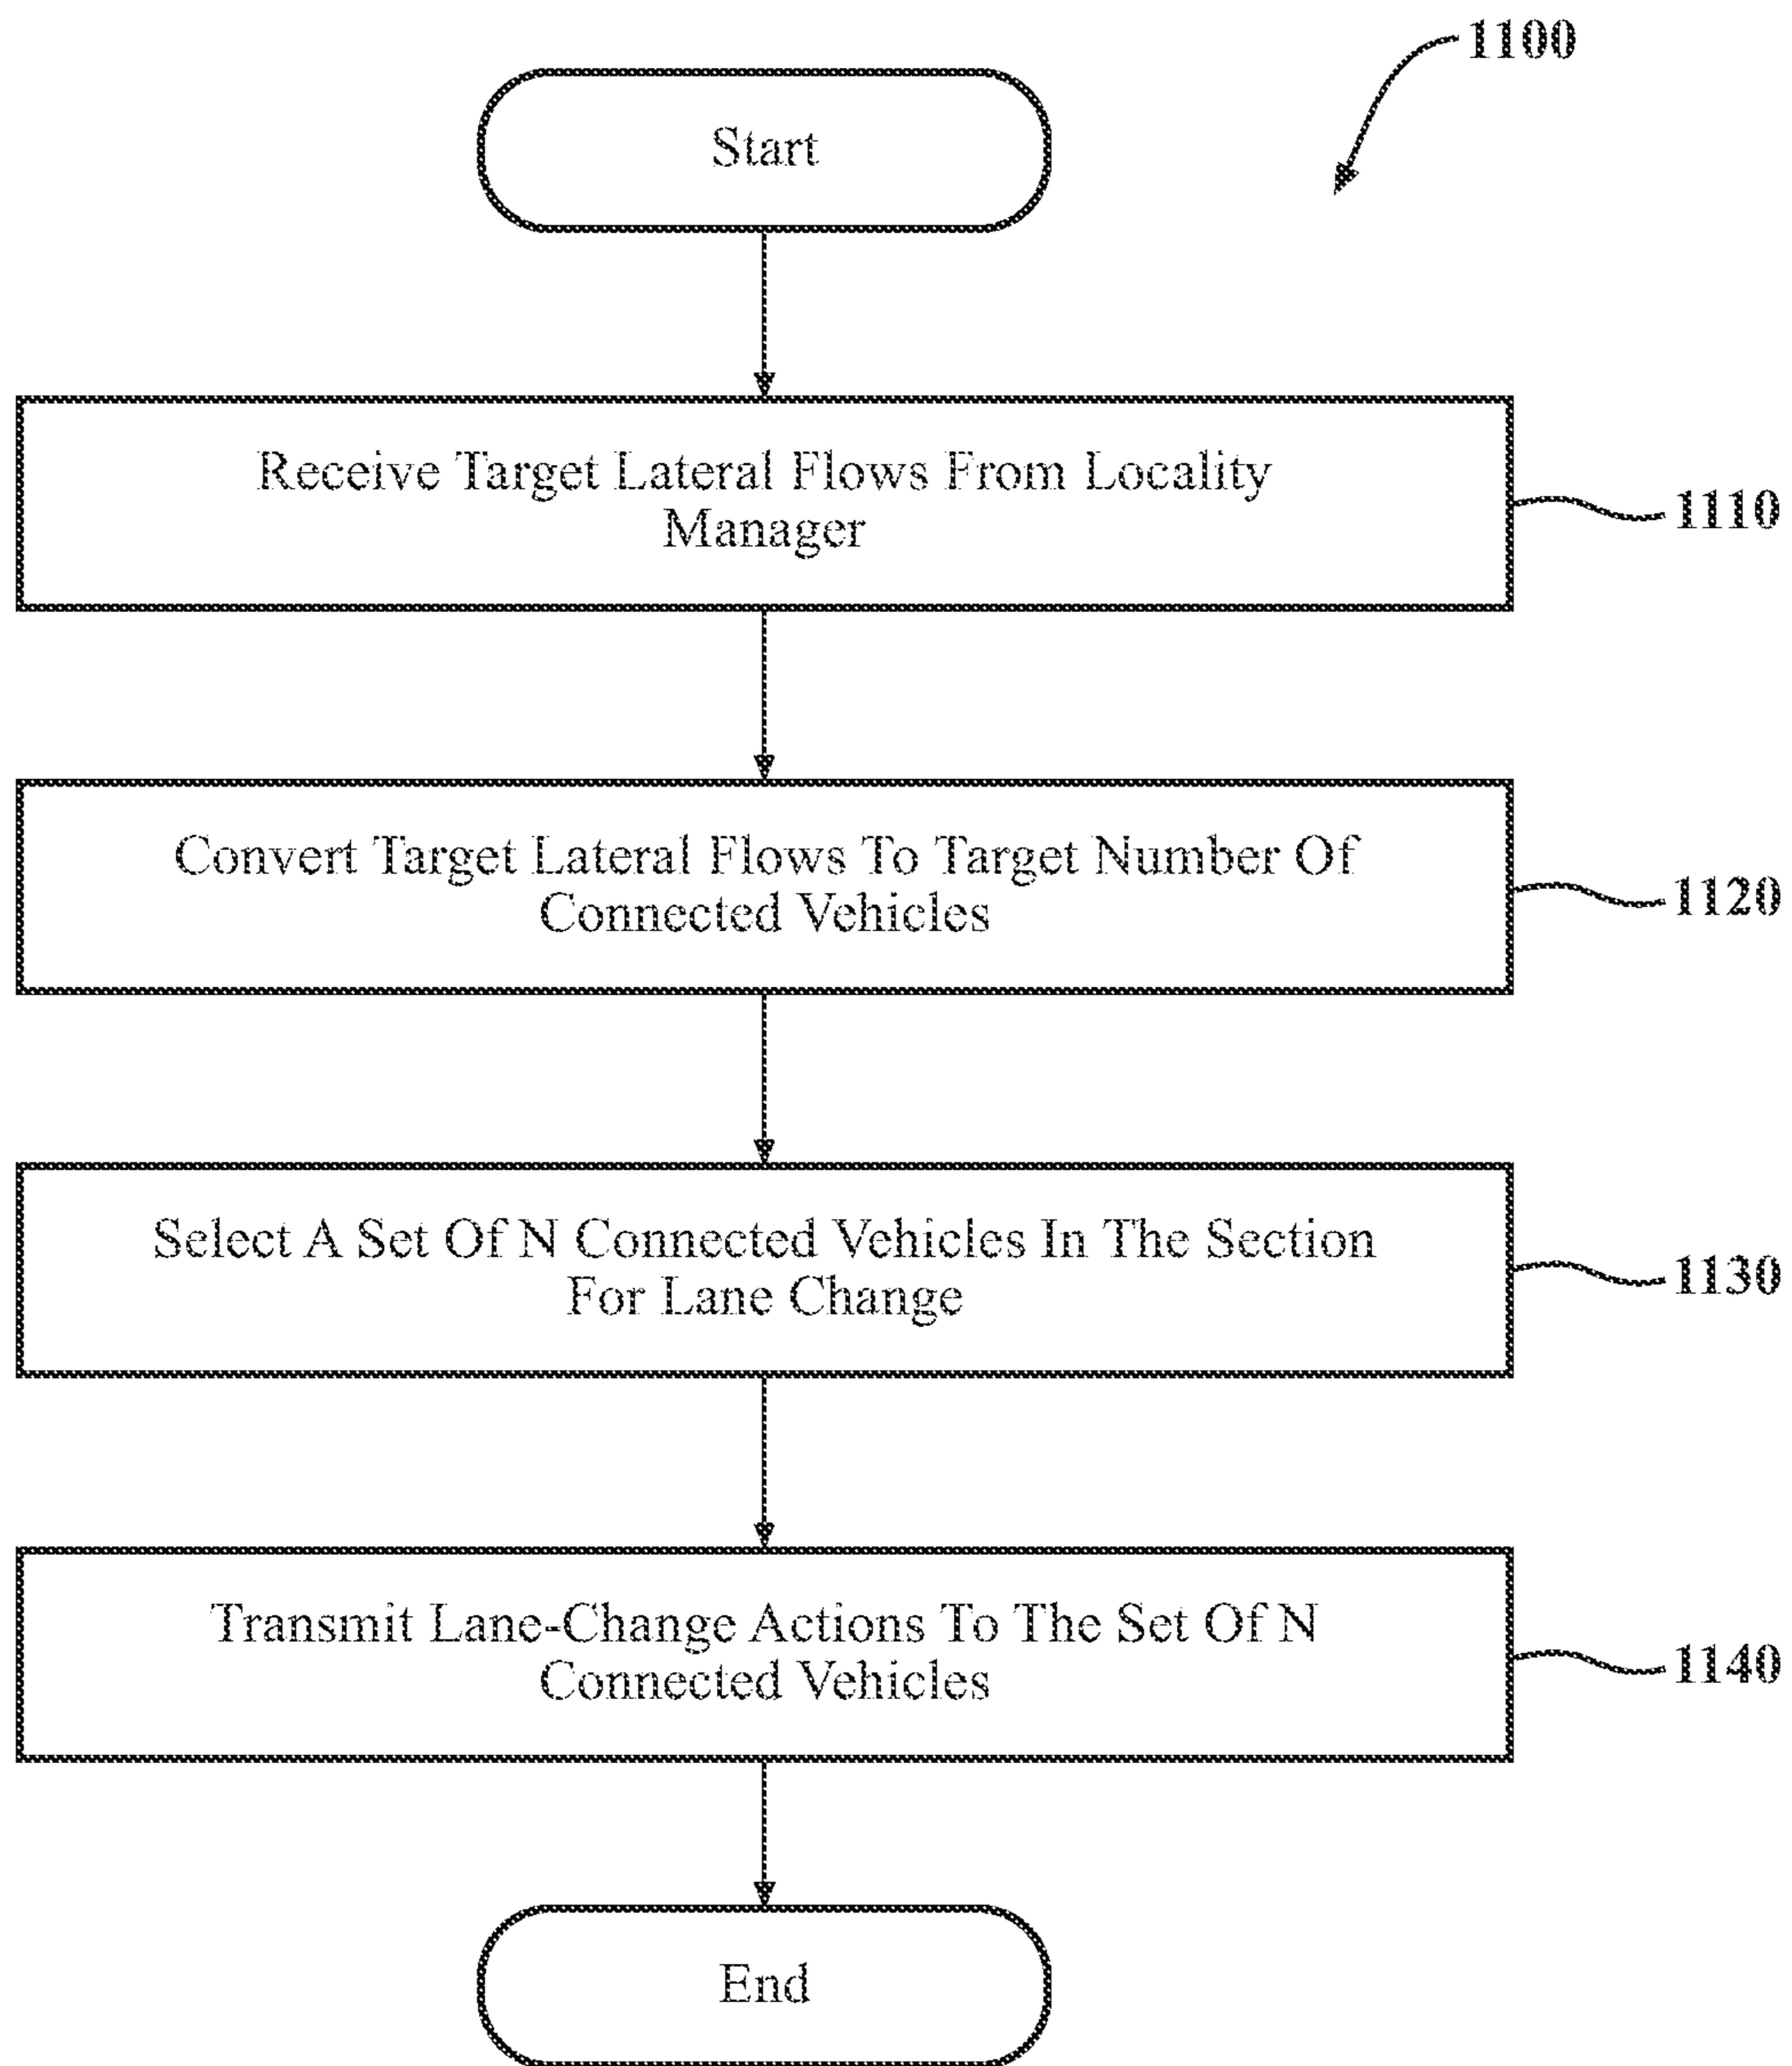 1100
Start
Receive Target Lateral Flows From Locality
Manager
1110
Convert Target Lateral Flows To Target Number Of
Connected Vehicles
1120
Select A Set Of N Connected Vehicles In The Section
For Lane Change
1130
Transmit Lane-Change Actions To The Set Of N
Connected Vehicles
1140
End